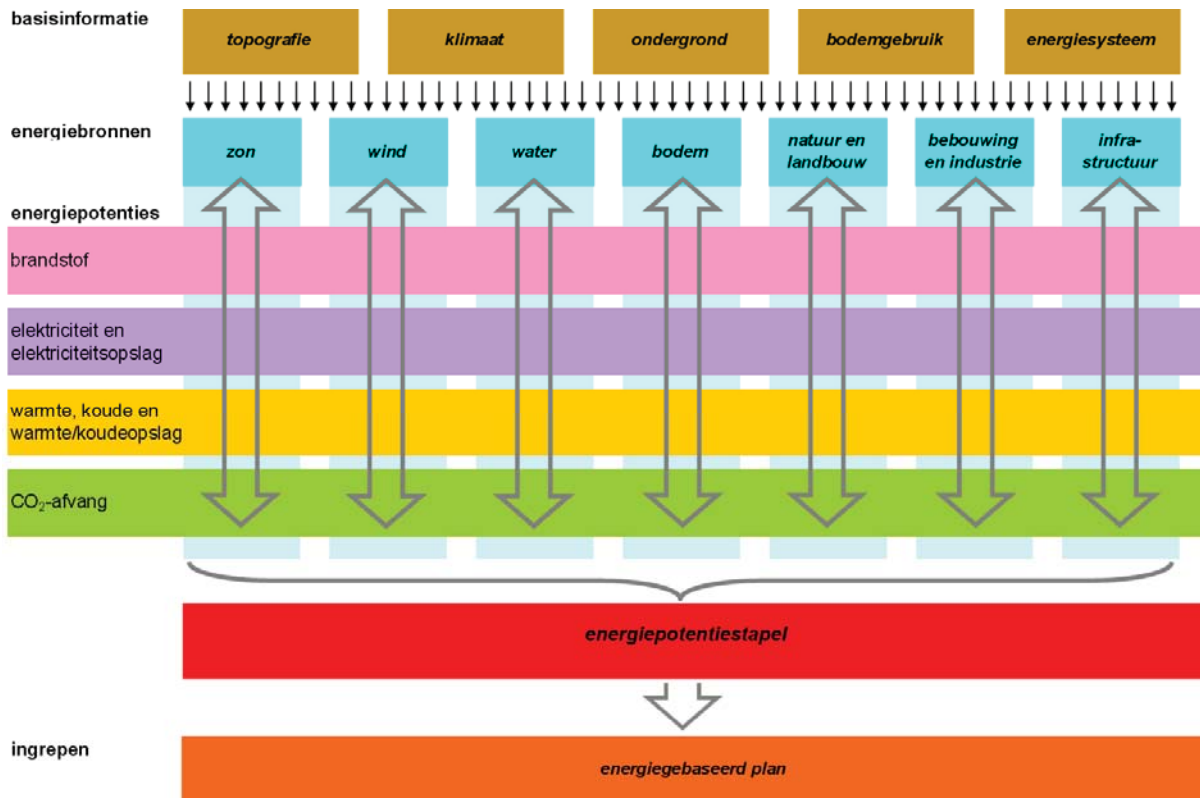 basisinformatie
topografie
klimaat
ondergrond
bodemgebruik
energiesysteem
energiebronnen
zon
wind
water
bodem
natuur en
landbouw
bebouwing
en industrie
infra-
structuur
energiepotenties
brandstof
elektriciteit en
elektriciteitsopslag
warmte, koude en
warmte/koudeopslag
CO₂-afvang
energiepotentiestapel
ingrepen
energiegebaseerd plan